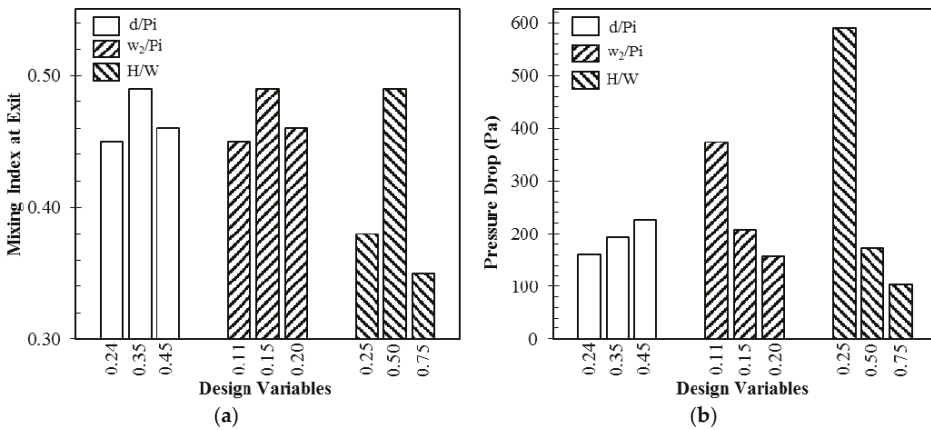 d/Pi
w₂/Pi
H/W
0.50
0.40
0.30
Mixing Index at Exit
0.24
0.35
0.45
0.11
0.15
0.20
0.25
0.50
0.75
Design Variables
(a)
d/Pi
w₂/Pi
H/W
600
500
400
300
200
100
0
Pressure Drop (Pa)
0.24
0.35
0.45
0.11
0.15
0.20
0.25
0.50
0.75
Design Variables
(b)